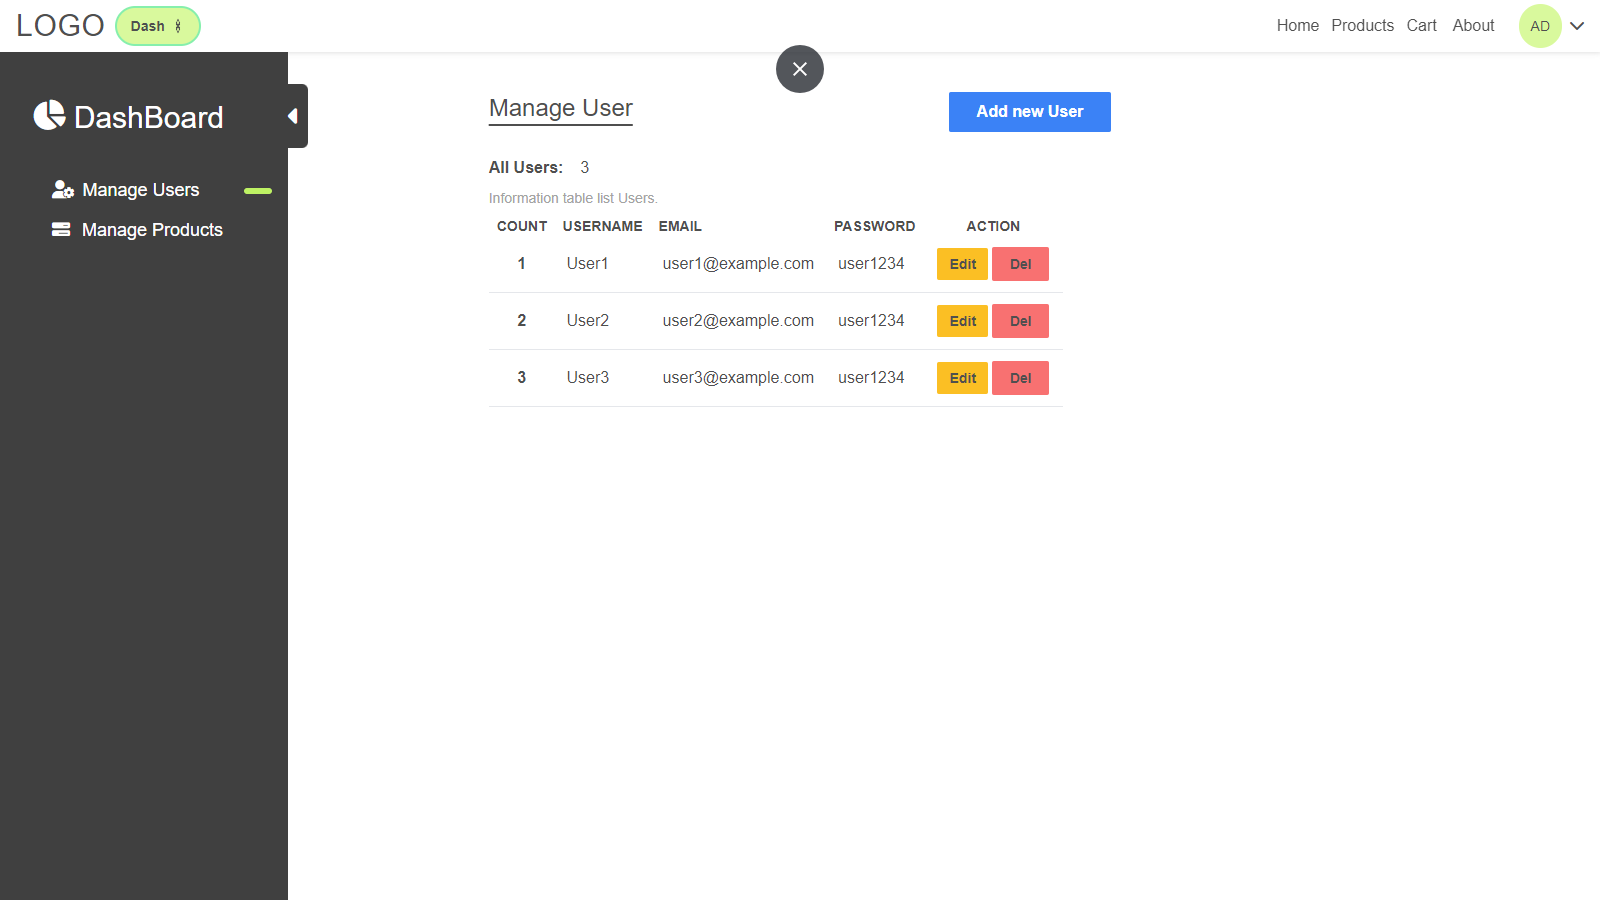 LOGO Dash Home Products Cart About AD
DashBoard
Manage Users
Manage Products
Manage User Add new User
All Users: 3
Information table list Users.
COUNT USERNAME EMAIL PASSWORD ACTION
1 User1 user1@example.com user1234 Edit Del
2 User2 user2@example.com user1234 Edit Del
3 User3 user3@example.com user1234 Edit Del